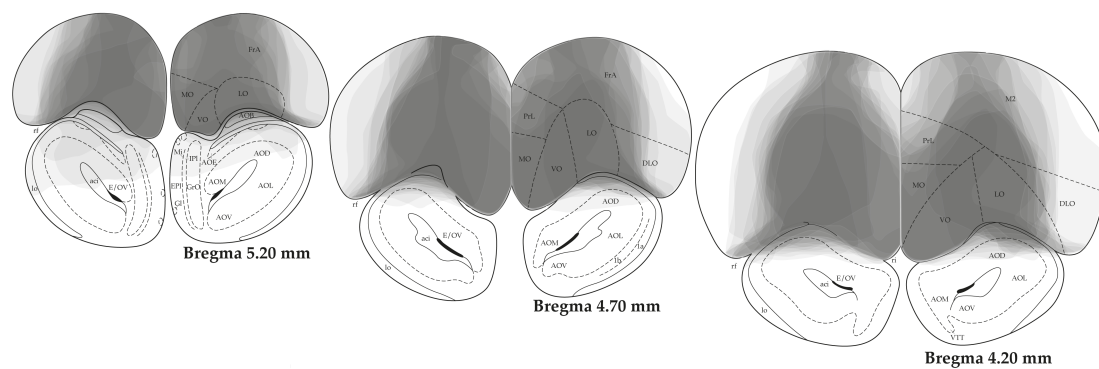 FrA
MO
LO
VO
AOB
rf
Mi
IPl
AOE
AOD
lo
aci
E/OV
EPl
GrO
AOM
AOL
Gl
AOV
Bregma 5.20 mm
FrA
PrL
LO
MO
VO
DLO
rf
AOD
E/OV
aci
AOM
AOL
1a
lo
AOV
1b
Bregma 4.70 mm
M2
PrL
MO
LO
DLO
VO
rf
AOD
E/OV
aci
AOL
AOM
AOV
lo
VTT
Bregma 4.20 mm